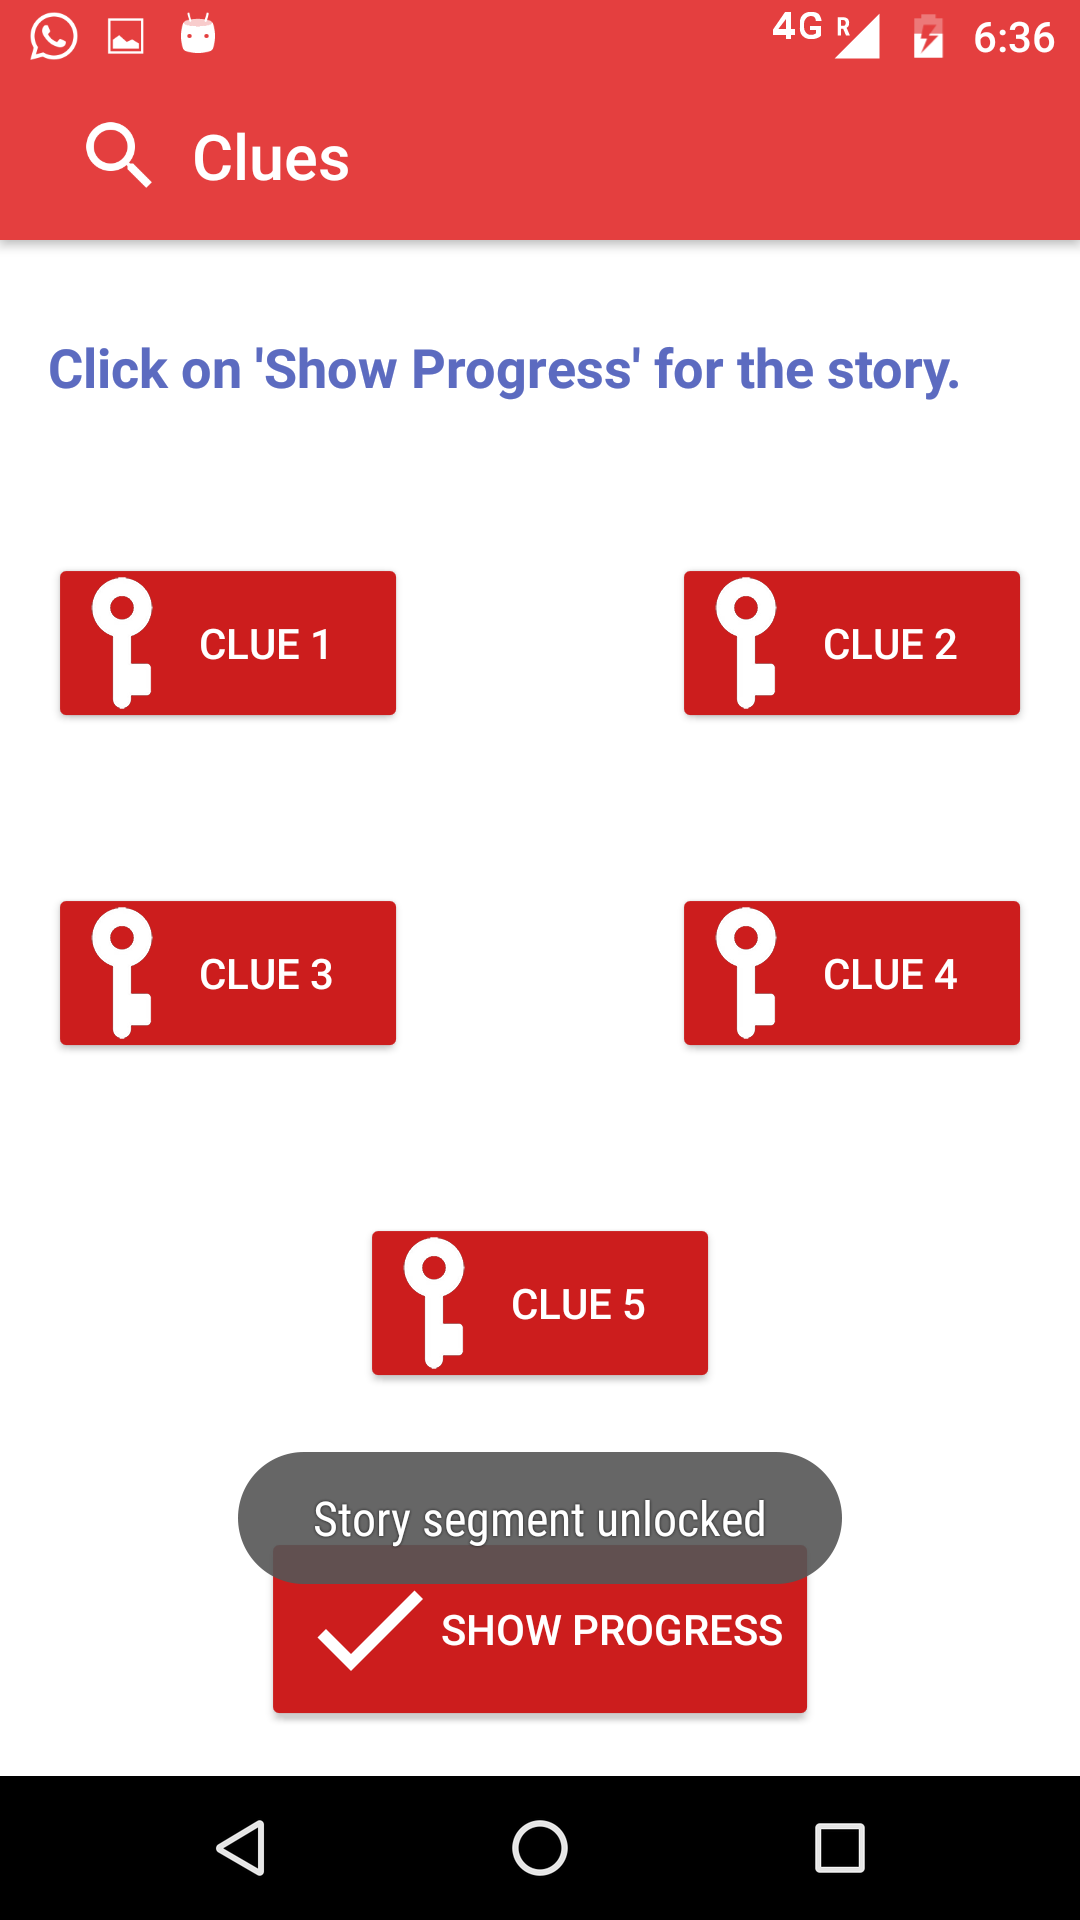 4G R 6:36
Clues
Click on 'Show Progress' for the story.
CLUE 1
CLUE 2
CLUE 3
CLUE 4
CLUE 5
Story segment unlocked
SHOW PROGRESS